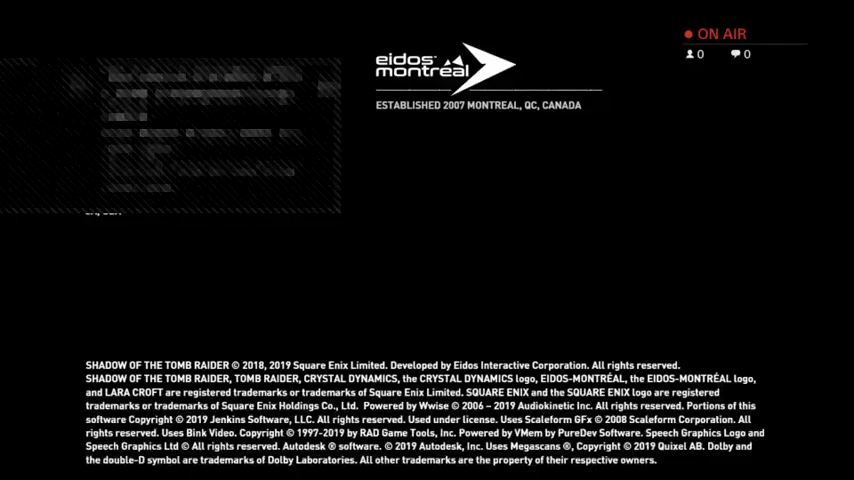 ON AIR
0 0
eidos
montréal
ESTABLISHED 2007 MONTREAL, QC, CANADA
SHADOW OF THE TOMB RAIDER © 2018, 2019 Square Enix Limited. Developed by Eidos Interactive Corporation. All rights reserved.
SHADOW OF THE TOMB RAIDER, TOMB RAIDER, CRYSTAL DYNAMICS, the CRYSTAL DYNAMICS logo, EIDOS-MONTRÉAL, the EIDOS-MONTRÉAL logo,
and LARA CROFT are registered trademarks or trademarks of Square Enix Limited. SQUARE ENIX and the SQUARE ENIX logo are registered
trademarks or trademarks of Square Enix Holdings Co., Ltd. Powered by Wwise © 2006 – 2019 Audiokinetic Inc. All rights reserved. Portions of this
software Copyright © 2019 Jenkins Software, LLC. All rights reserved. Used under license. Uses Scaleform GFx © 2008 Scaleform Corporation. All
rights reserved. Uses Bink Video. Copyright © 1997-2019 by RAD Game Tools, Inc. Powered by VMem by PureDev Software. Speech Graphics Logo and
Speech Graphics Ltd © All rights reserved. Autodesk ® software. © 2019 Autodesk, Inc. Uses Megascans ®, Copyright © 2019 Quixel AB. Dolby and
the double-D symbol are trademarks of Dolby Laboratories. All other trademarks are the property of their respective owners.